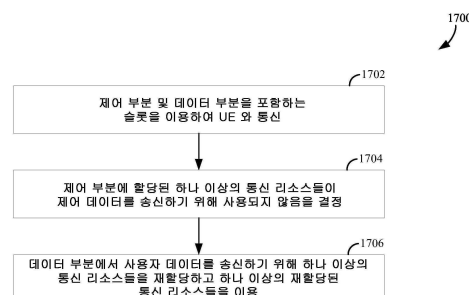 1700
1702
제어 부분 및 데이터 부분을 포함하는
슬롯을 이용하여 UE 와 통신
1704
제어 부분에 할당된 하나 이상의 통신 리소스들이
제어 데이터를 송신하기 위해 사용되지 않음을 결정
1706
데이터 부분에서 사용자 데이터를 송신하기 위해 하나 이상의
통신 리소스들을 재할당하고 하나 이상의 재할당된
통신 리소스들을 이용